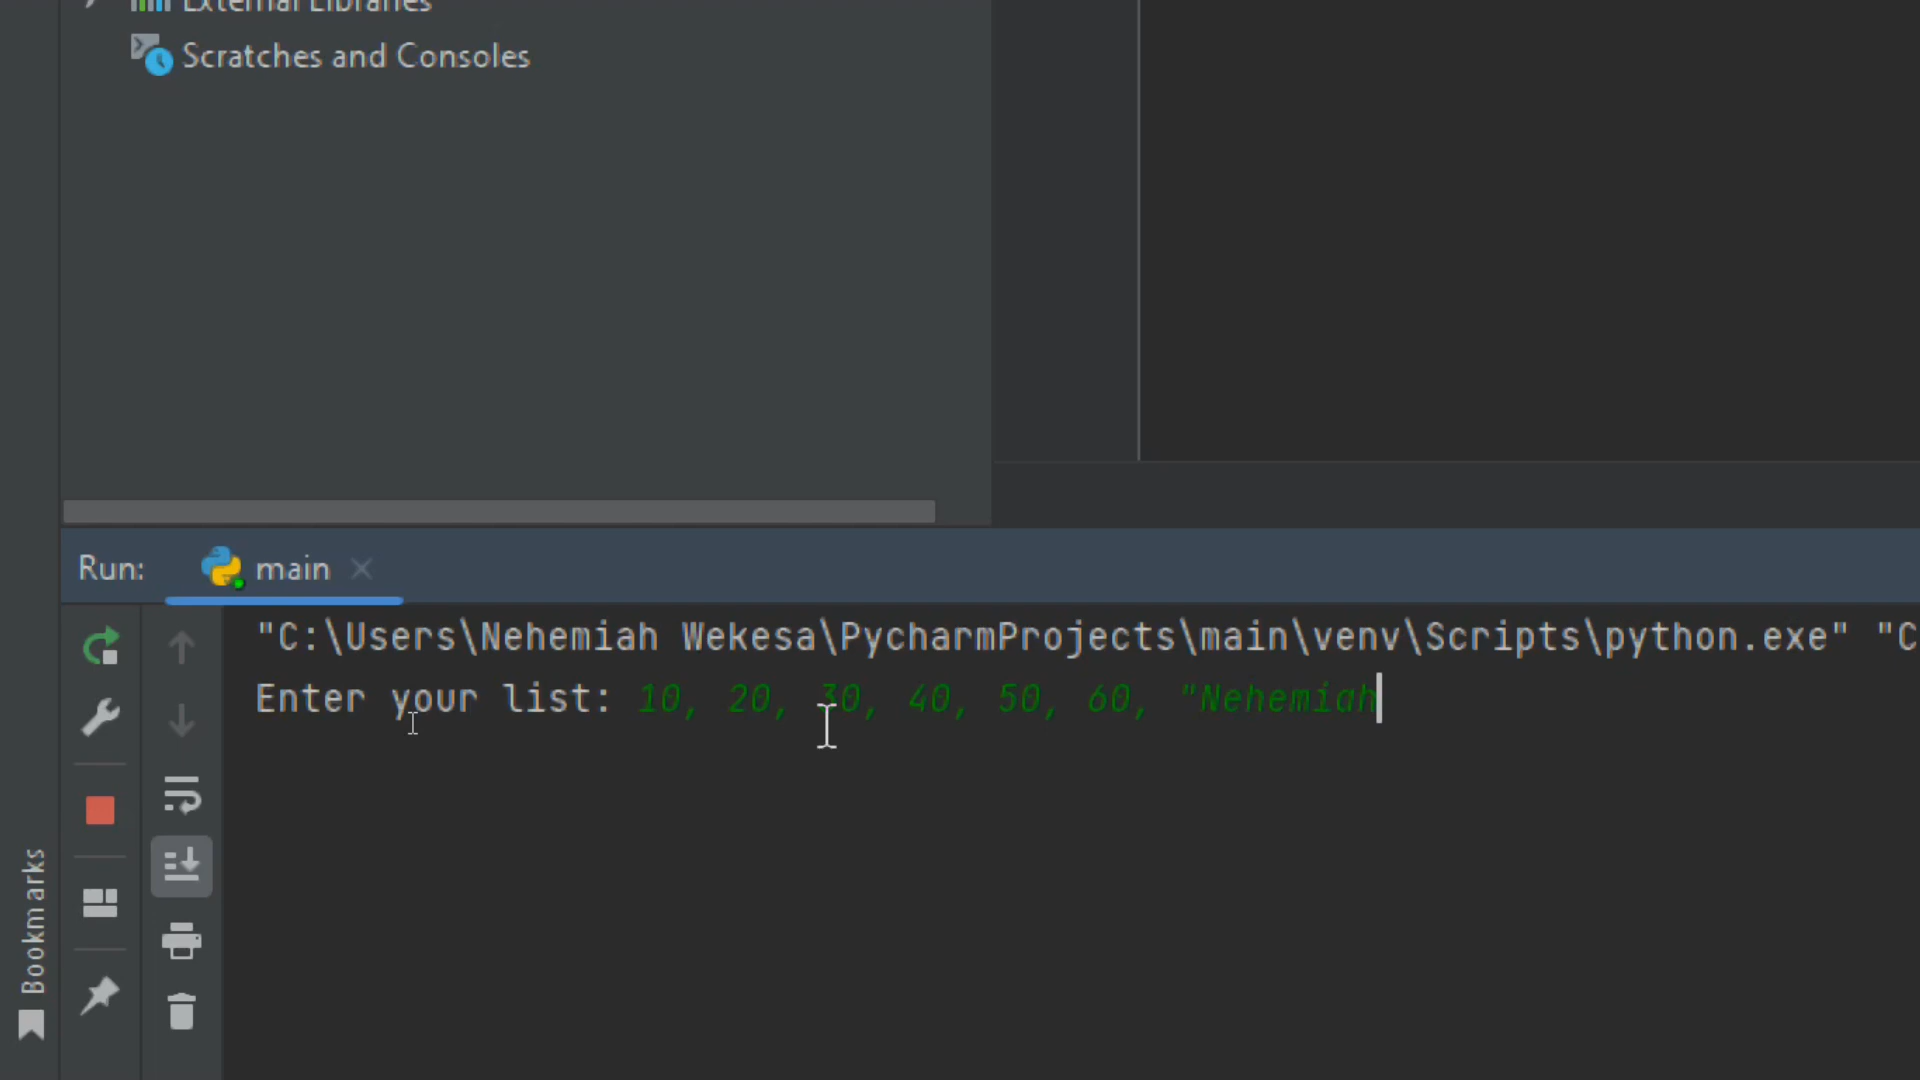 External Libraries
Scratches and Consoles
Run: main
"C:\Users\Nehemiah Wekesa\PycharmProjects\main\venv\Scripts\python.exe" "C
Enter your list: 10, 20, 30, 40, 50, 60, "Nehemiah
Bookmarks